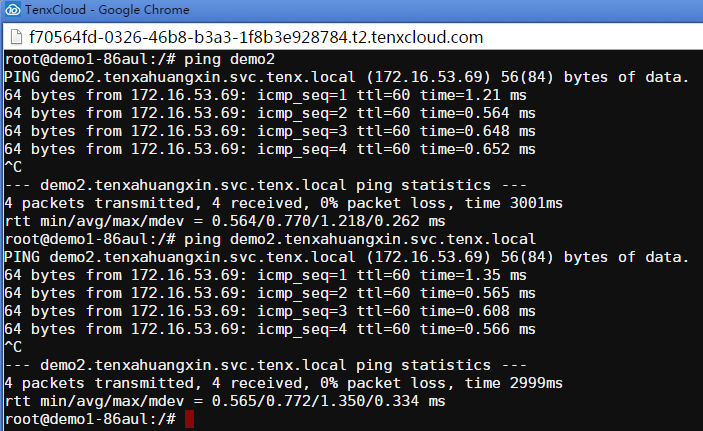 TenxCloud - Google Chrome
f70564fd-0326-46b8-b3a3-1f8b3e928784.t2.tenxcloud.com
root@demo1-86aul:/# ping demo2
PING demo2.tenxahuangxin.svc.tenx.local (172.16.53.69) 56(84) bytes of data.
64 bytes from 172.16.53.69: icmp_seq=1 ttl=60 time=1.21 ms
64 bytes from 172.16.53.69: icmp_seq=2 ttl=60 time=0.564 ms
64 bytes from 172.16.53.69: icmp_seq=3 ttl=60 time=0.648 ms
64 bytes from 172.16.53.69: icmp_seq=4 ttl=60 time=0.652 ms
^C
--- demo2.tenxahuangxin.svc.tenx.local ping statistics ---
4 packets transmitted, 4 received, 0% packet loss, time 3001ms
rtt min/avg/max/mdev = 0.564/0.770/1.218/0.262 ms
root@demo1-86aul:/# ping demo2.tenxahuangxin.svc.tenx.local
PING demo2.tenxahuangxin.svc.tenx.local (172.16.53.69) 56(84) bytes of data.
64 bytes from 172.16.53.69: icmp_seq=1 ttl=60 time=1.35 ms
64 bytes from 172.16.53.69: icmp_seq=2 ttl=60 time=0.565 ms
64 bytes from 172.16.53.69: icmp_seq=3 ttl=60 time=0.608 ms
64 bytes from 172.16.53.69: icmp_seq=4 ttl=60 time=0.566 ms
^C
--- demo2.tenxahuangxin.svc.tenx.local ping statistics ---
4 packets transmitted, 4 received, 0% packet loss, time 2999ms
rtt min/avg/max/mdev = 0.565/0.772/1.350/0.334 ms
root@demo1-86aul:/#